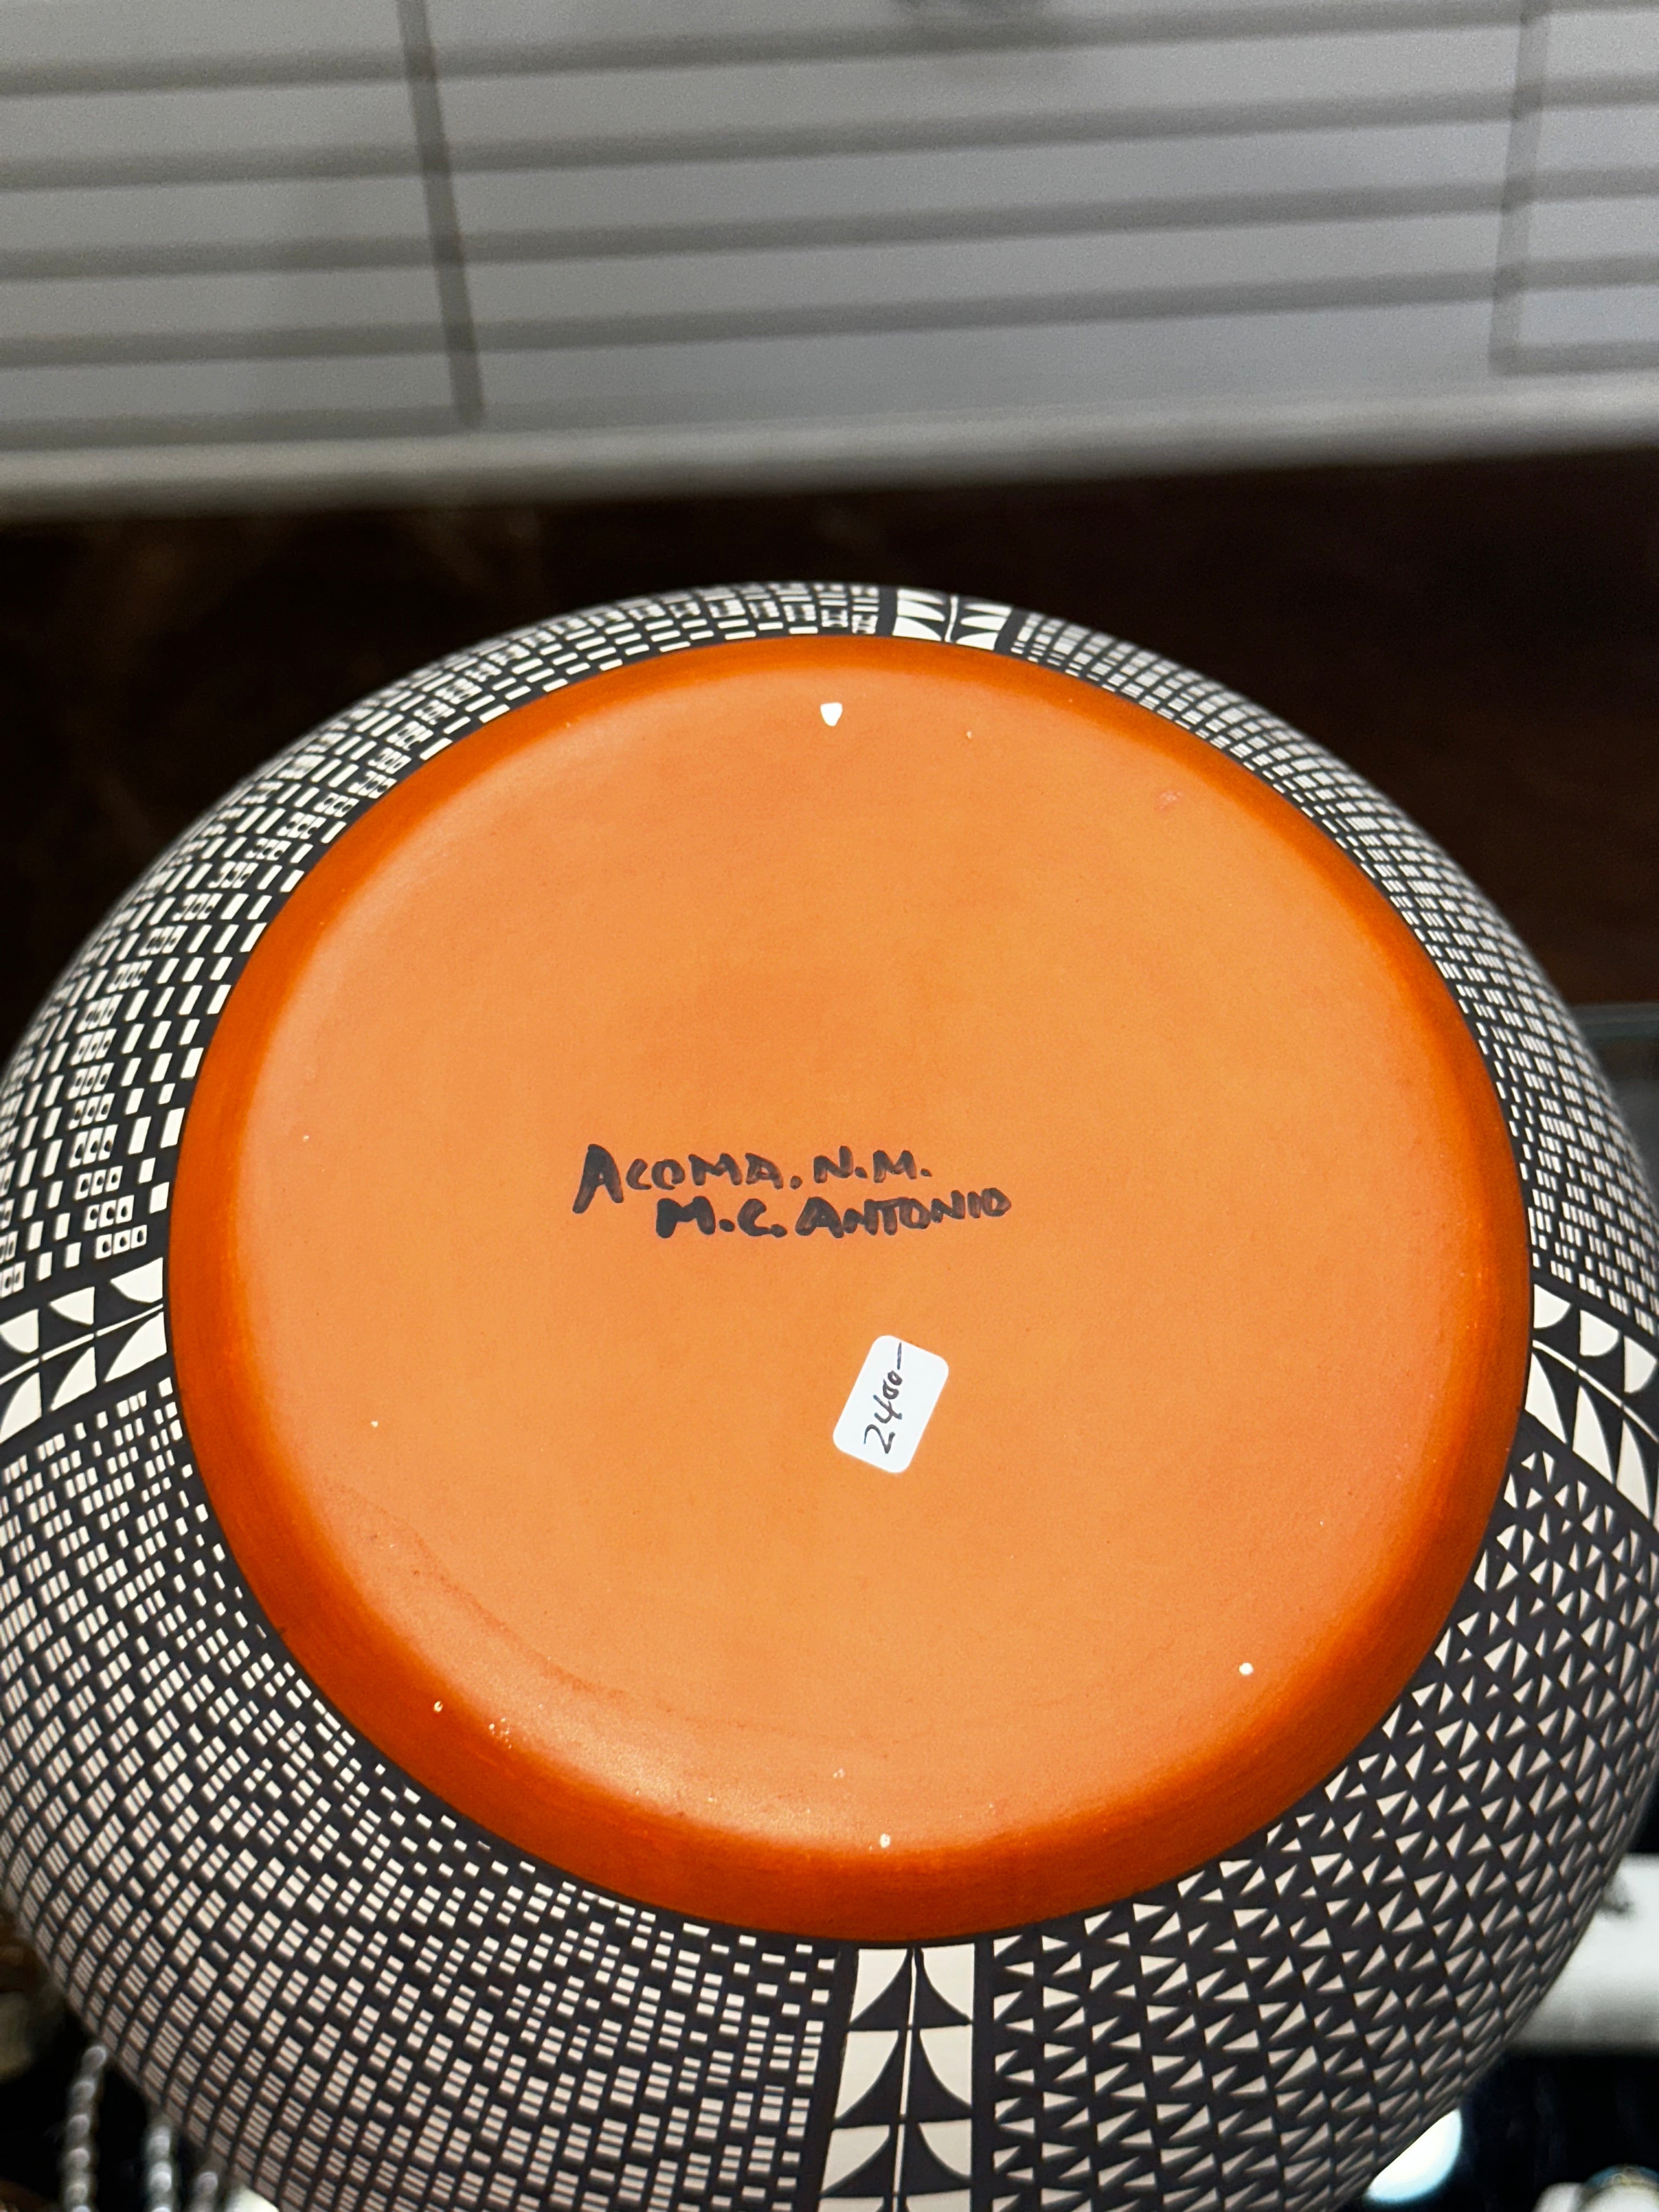 ACOMA. N.M.
M.C. ANTONIO
2400-